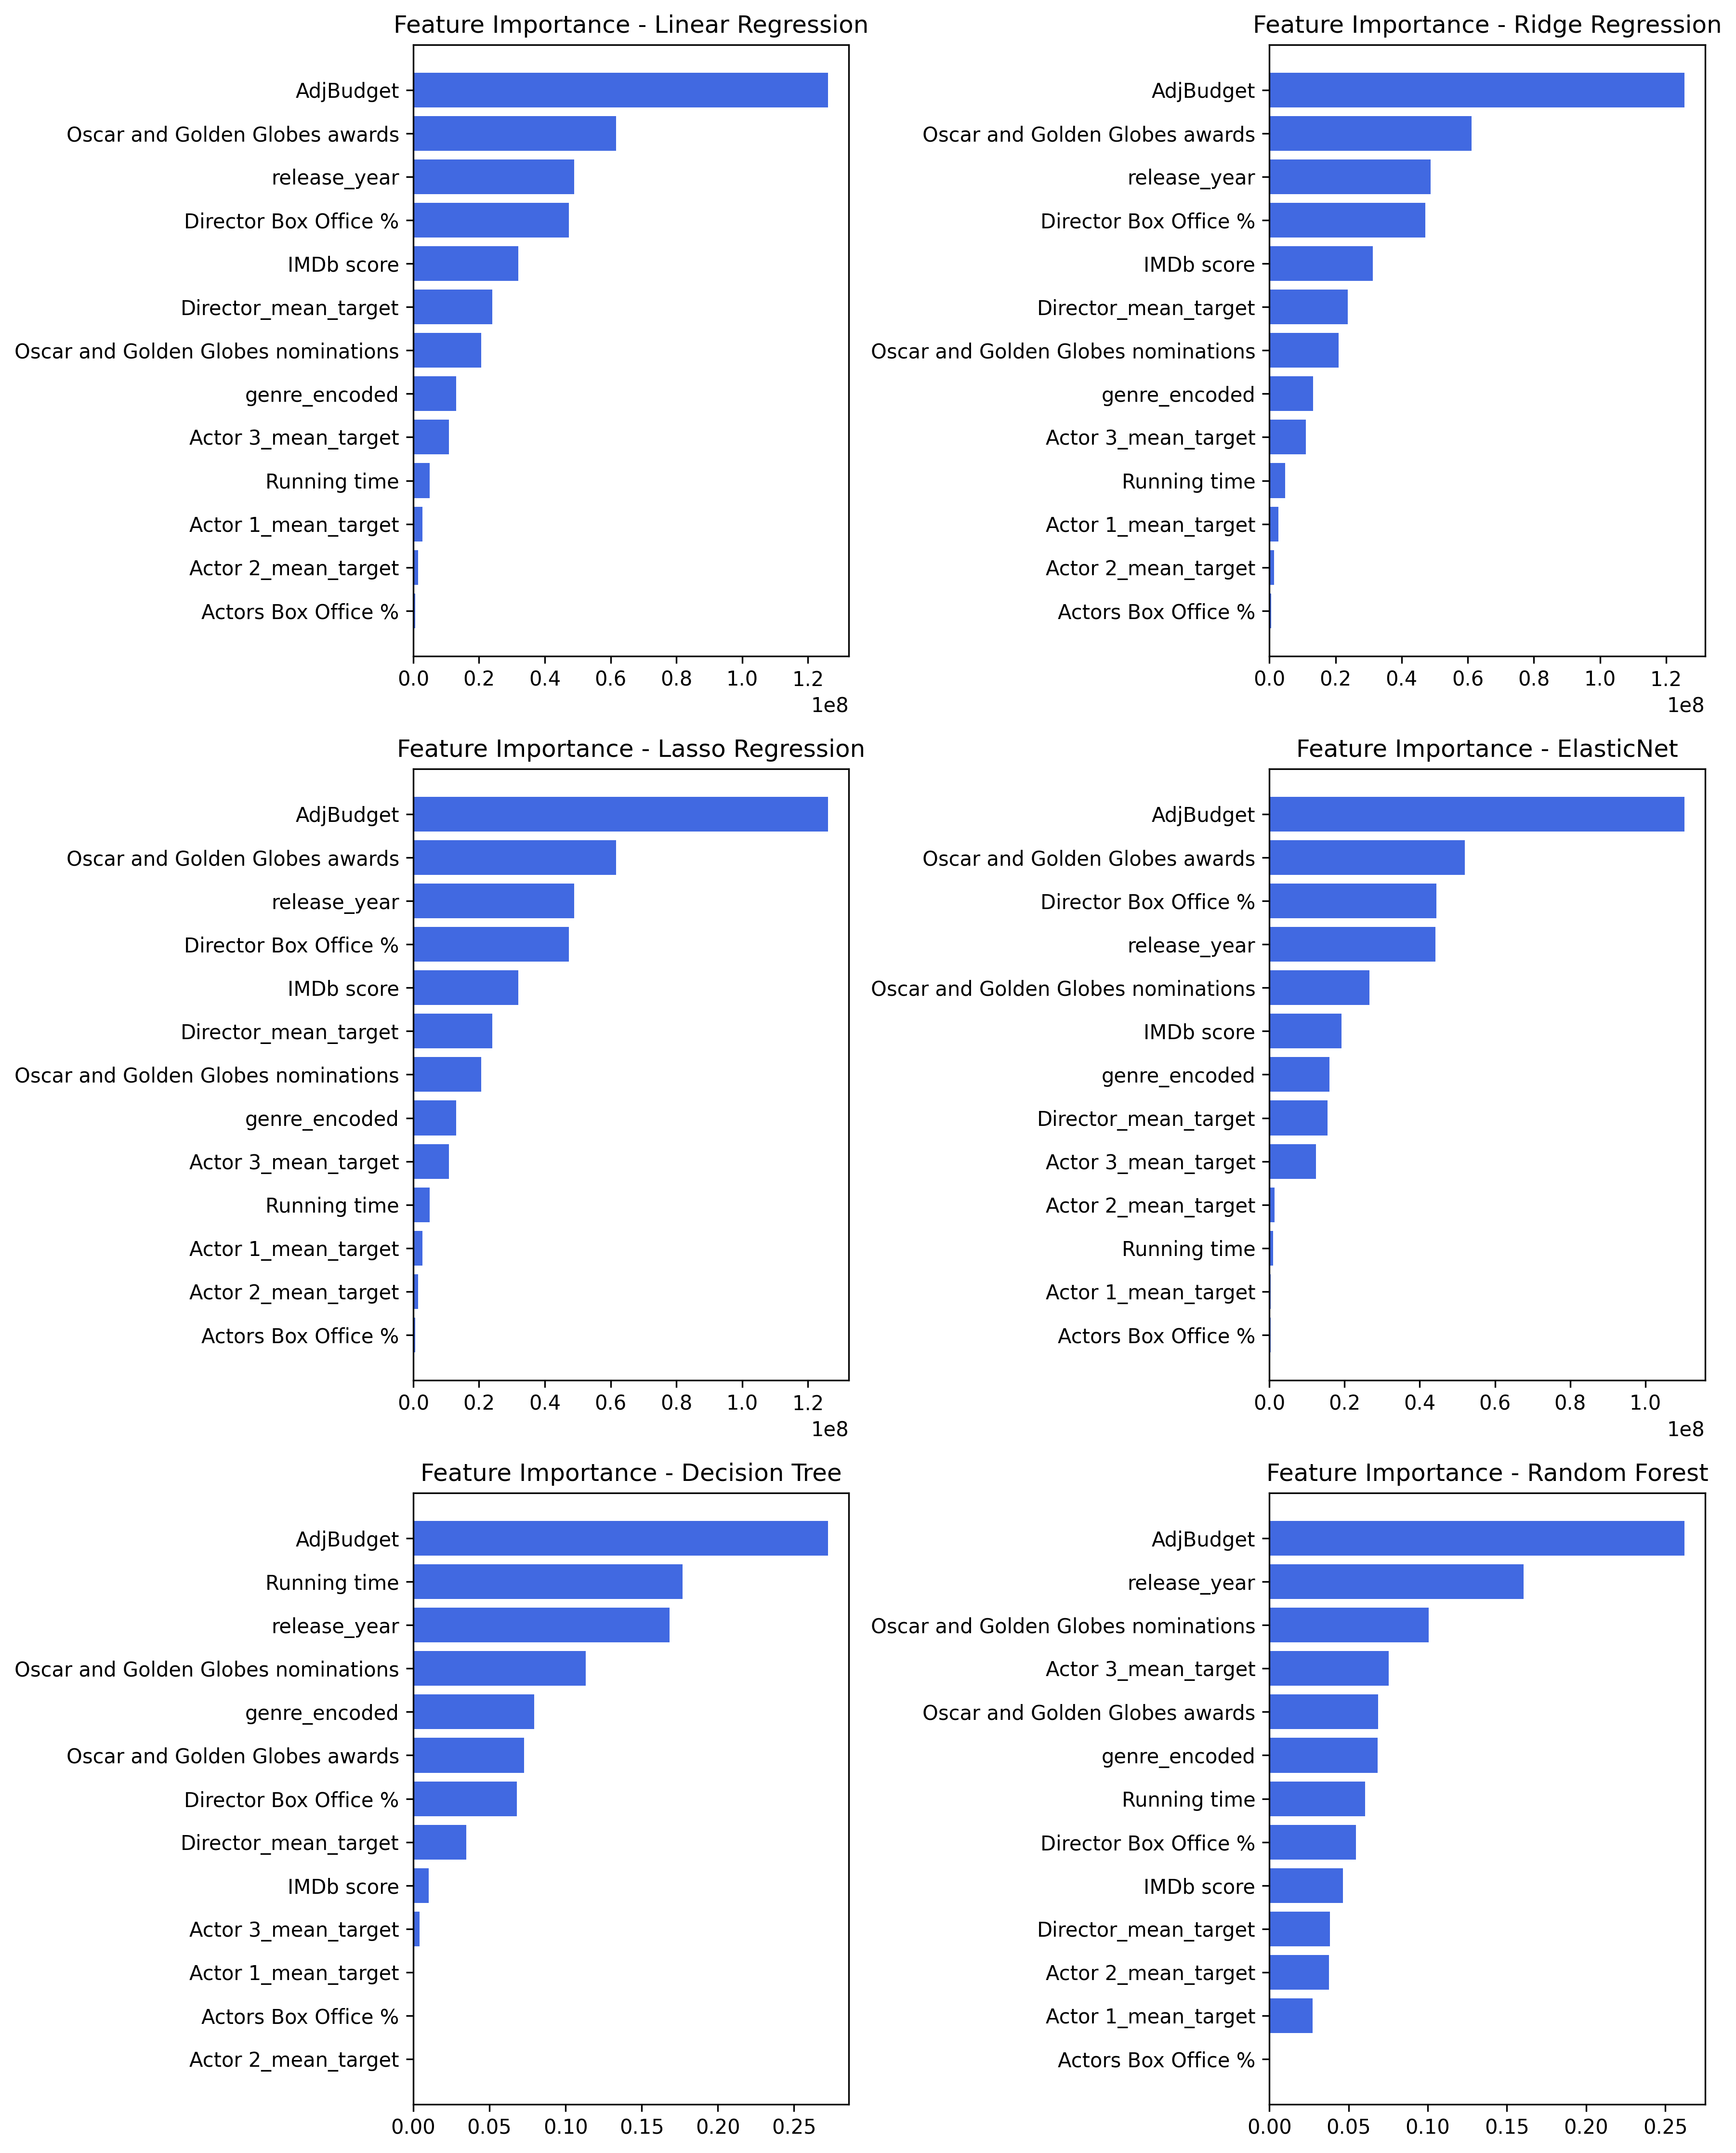 Feature Importance - Linear Regression
AdjBudget
Oscar and Golden Globes awards
release_year
Director Box Office %
IMDb score
Director_mean_target
Oscar and Golden Globes nominations
genre_encoded
Actor 3_mean_target
Running time
Actor 1_mean_target
Actor 2_mean_target
Actors Box Office %
0.0 0.2 0.4 0.6 0.8 1.0 1.2
1e8
Feature Importance - Ridge Regression
AdjBudget
Oscar and Golden Globes awards
release_year
Director Box Office %
IMDb score
Director_mean_target
Oscar and Golden Globes nominations
genre_encoded
Actor 3_mean_target
Running time
Actor 1_mean_target
Actor 2_mean_target
Actors Box Office %
0.0 0.2 0.4 0.6 0.8 1.0 1.2
1e8
Feature Importance - Lasso Regression
AdjBudget
Oscar and Golden Globes awards
release_year
Director Box Office %
IMDb score
Director_mean_target
Oscar and Golden Globes nominations
genre_encoded
Actor 3_mean_target
Running time
Actor 1_mean_target
Actor 2_mean_target
Actors Box Office %
0.0 0.2 0.4 0.6 0.8 1.0 1.2
1e8
Feature Importance - ElasticNet
AdjBudget
Oscar and Golden Globes awards
Director Box Office %
release_year
Oscar and Golden Globes nominations
IMDb score
genre_encoded
Director_mean_target
Actor 3_mean_target
Actor 2_mean_target
Running time
Actor 1_mean_target
Actors Box Office %
0.0 0.2 0.4 0.6 0.8 1.0
1e8
Feature Importance - Decision Tree
AdjBudget
Running time
release_year
Oscar and Golden Globes nominations
genre_encoded
Oscar and Golden Globes awards
Director Box Office %
Director_mean_target
IMDb score
Actor 3_mean_target
Actor 1_mean_target
Actors Box Office %
Actor 2_mean_target
0.00 0.05 0.10 0.15 0.20 0.25
Feature Importance - Random Forest
AdjBudget
release_year
Oscar and Golden Globes nominations
Actor 3_mean_target
Oscar and Golden Globes awards
genre_encoded
Running time
Director Box Office %
IMDb score
Director_mean_target
Actor 2_mean_target
Actor 1_mean_target
Actors Box Office %
0.00 0.05 0.10 0.15 0.20 0.25